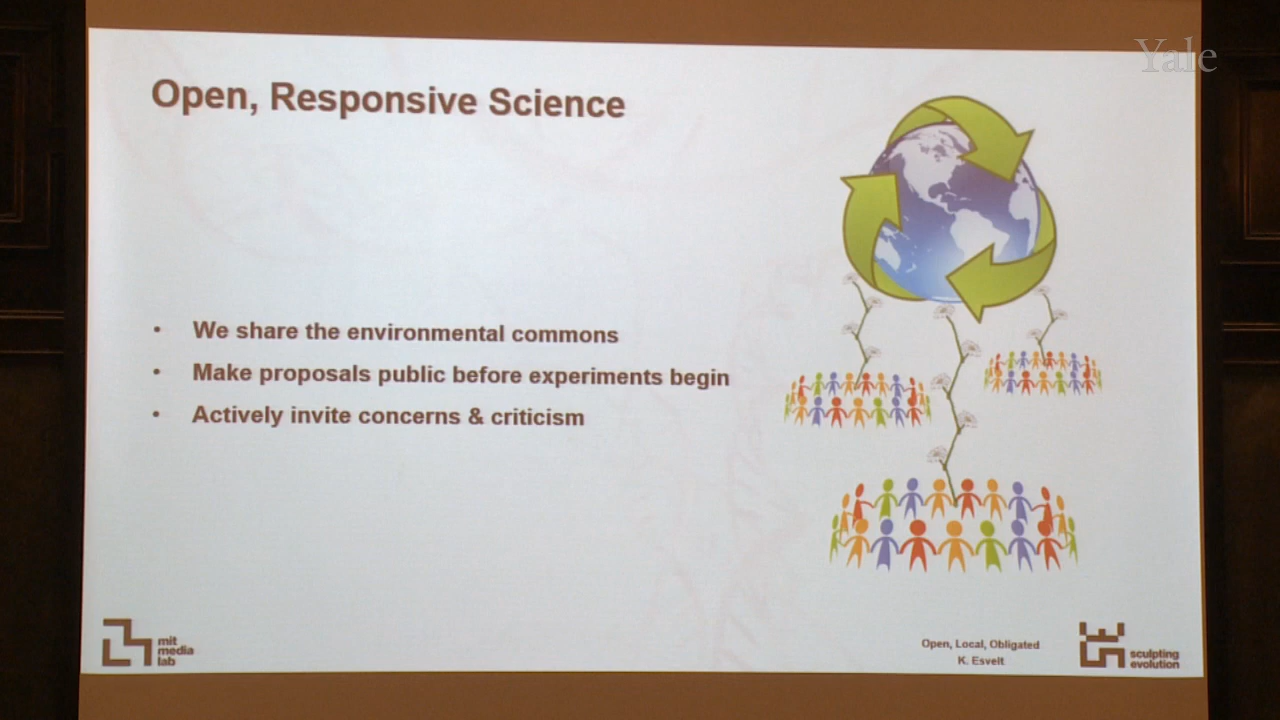 Yale
Open, Responsive Science
• We share the environmental commons
• Make proposals public before experiments begin
• Actively invite concerns & criticism
mit
media
lab
Open, Local, Obligated
K. Esvelt
sculpting
evolution